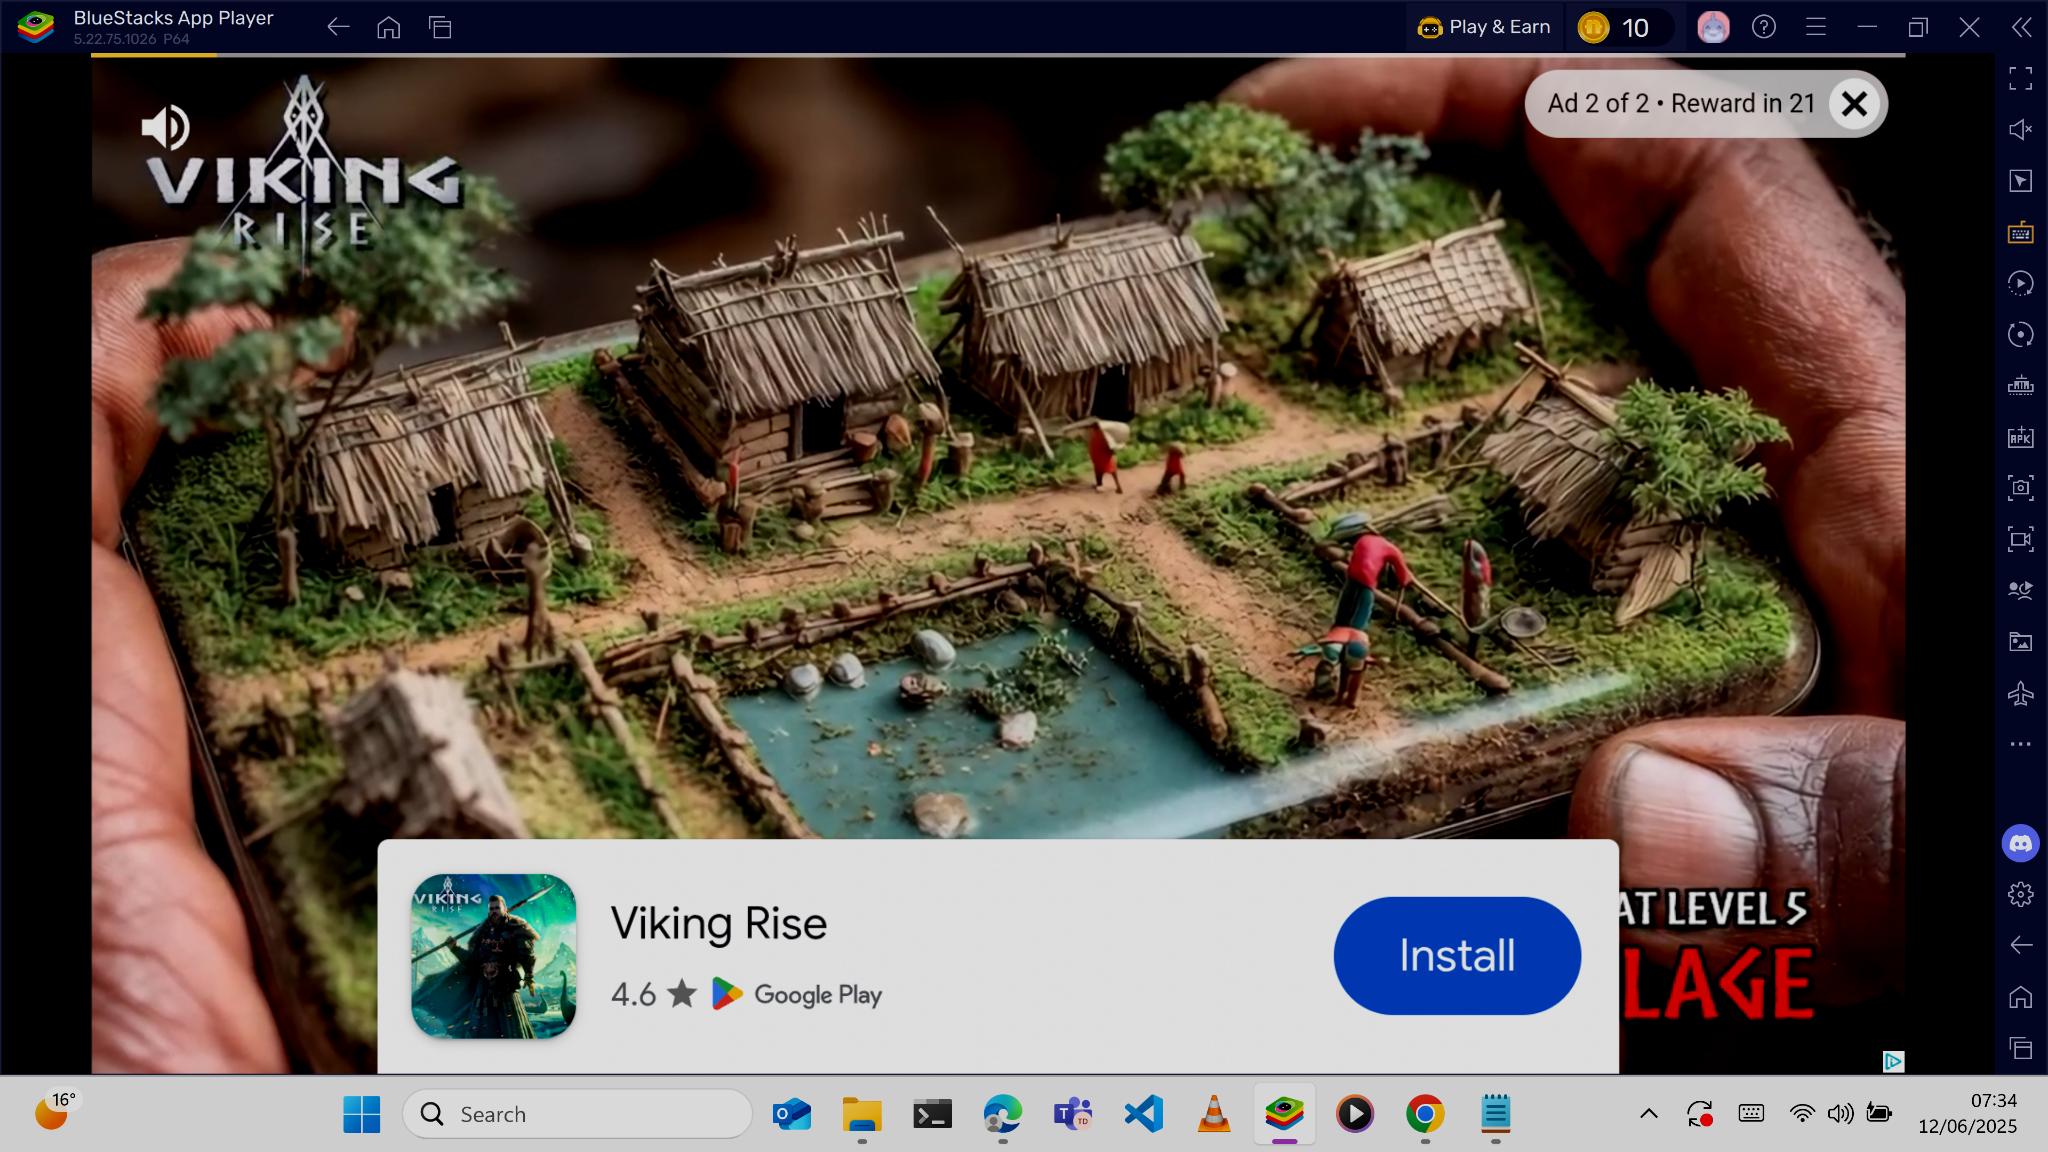 BlueStacks App Player
5.22.75.1026 P64
Play & Earn
10
Ad 2 of 2 • Reward in 21
VIKING
RISE
APK
AT LEVEL 5
LAGE
VIKING
RISE
Viking Rise
4.6 ★ Google Play
Install
16°
Search
07:34
12/06/2025